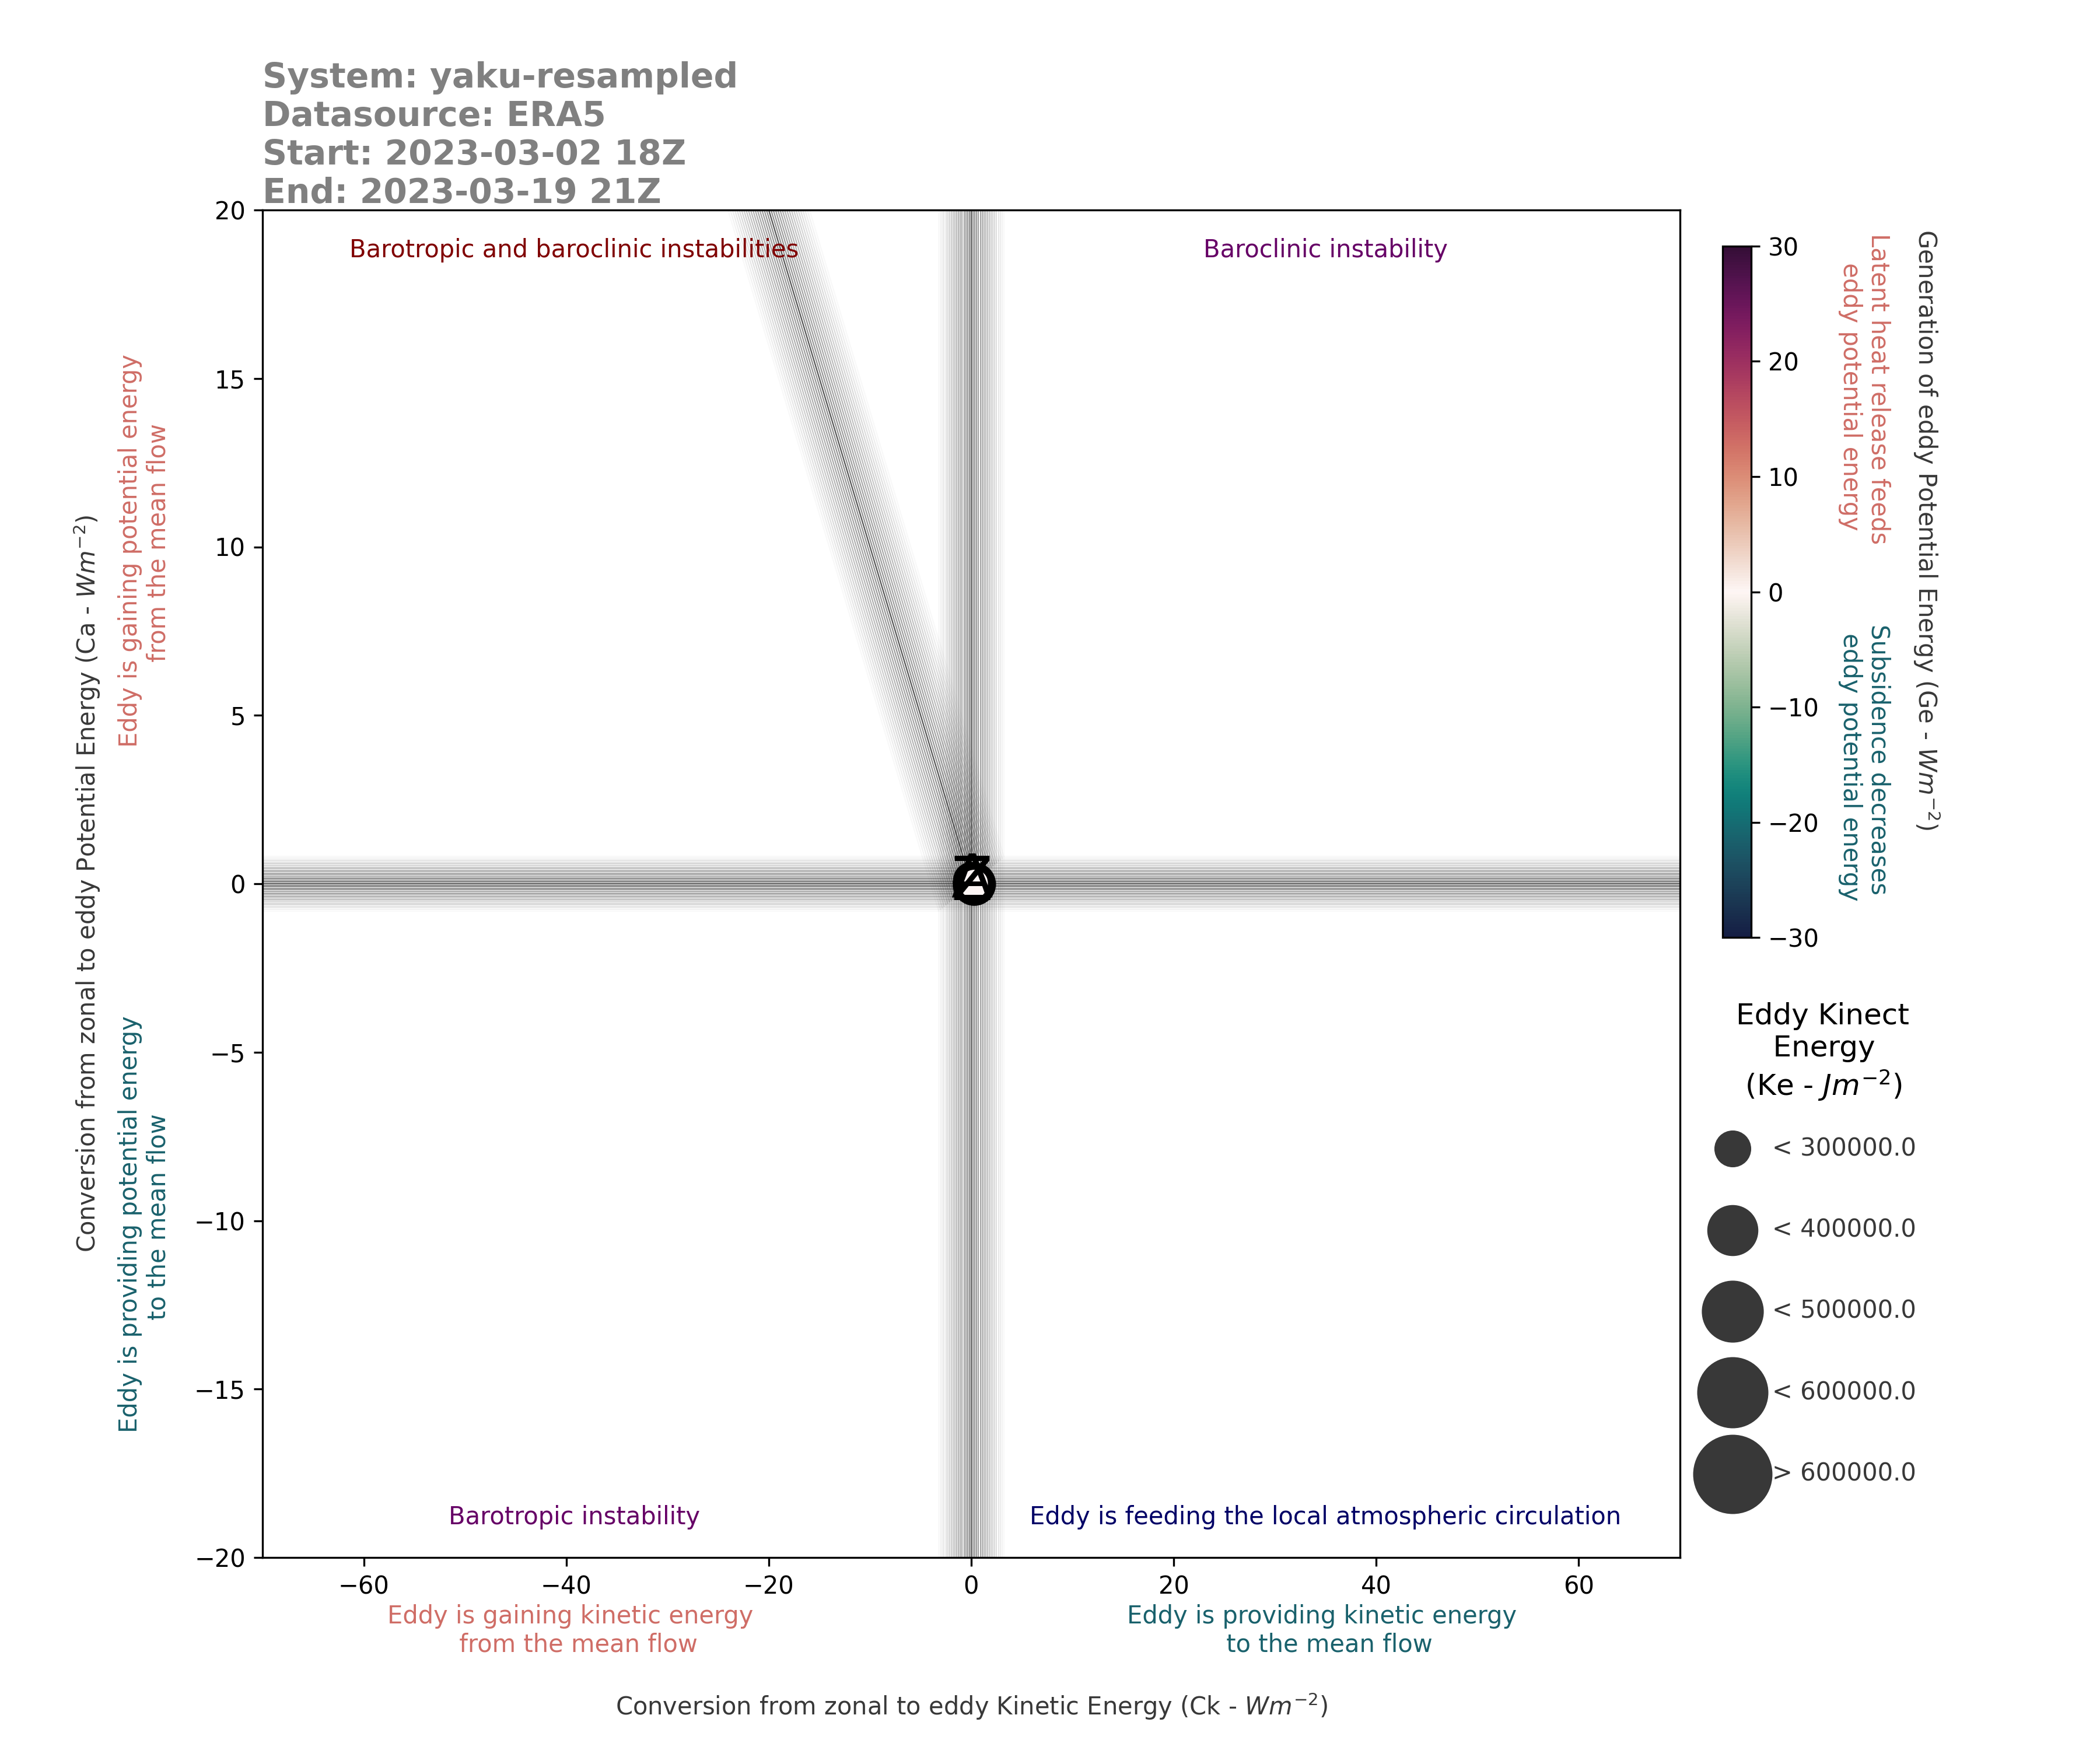 System: yaku-resampled
Datasource: ERA5
Start: 2023-03-02 18Z
End: 2023-03-19 21Z
Barotropic and baroclinic instabilities
Baroclinic instability
Barotropic instability
Eddy is feeding the local atmospheric circulation
20
15
10
5
0
−5
−10
−15
−20
−60
−40
−20
0
20
40
60
Conversion from zonal to eddy Potential Energy (Ca - Wm⁻²)
Eddy is gaining potential energy
from the mean flow
Eddy is providing potential energy
to the mean flow
Eddy is gaining kinetic energy
from the mean flow
Eddy is providing kinetic energy
to the mean flow
Conversion from zonal to eddy Kinetic Energy (Ck - Wm⁻²)
A
Z
30
20
10
0
−10
−20
−30
Latent heat release feeds
eddy potential energy
Subsidence decreases
eddy potential energy
Generation of eddy Potential Energy (Ge - Wm⁻²)
Eddy Kinect
Energy
(Ke - Jm⁻²)
< 300000.0
< 400000.0
< 500000.0
< 600000.0
> 600000.0